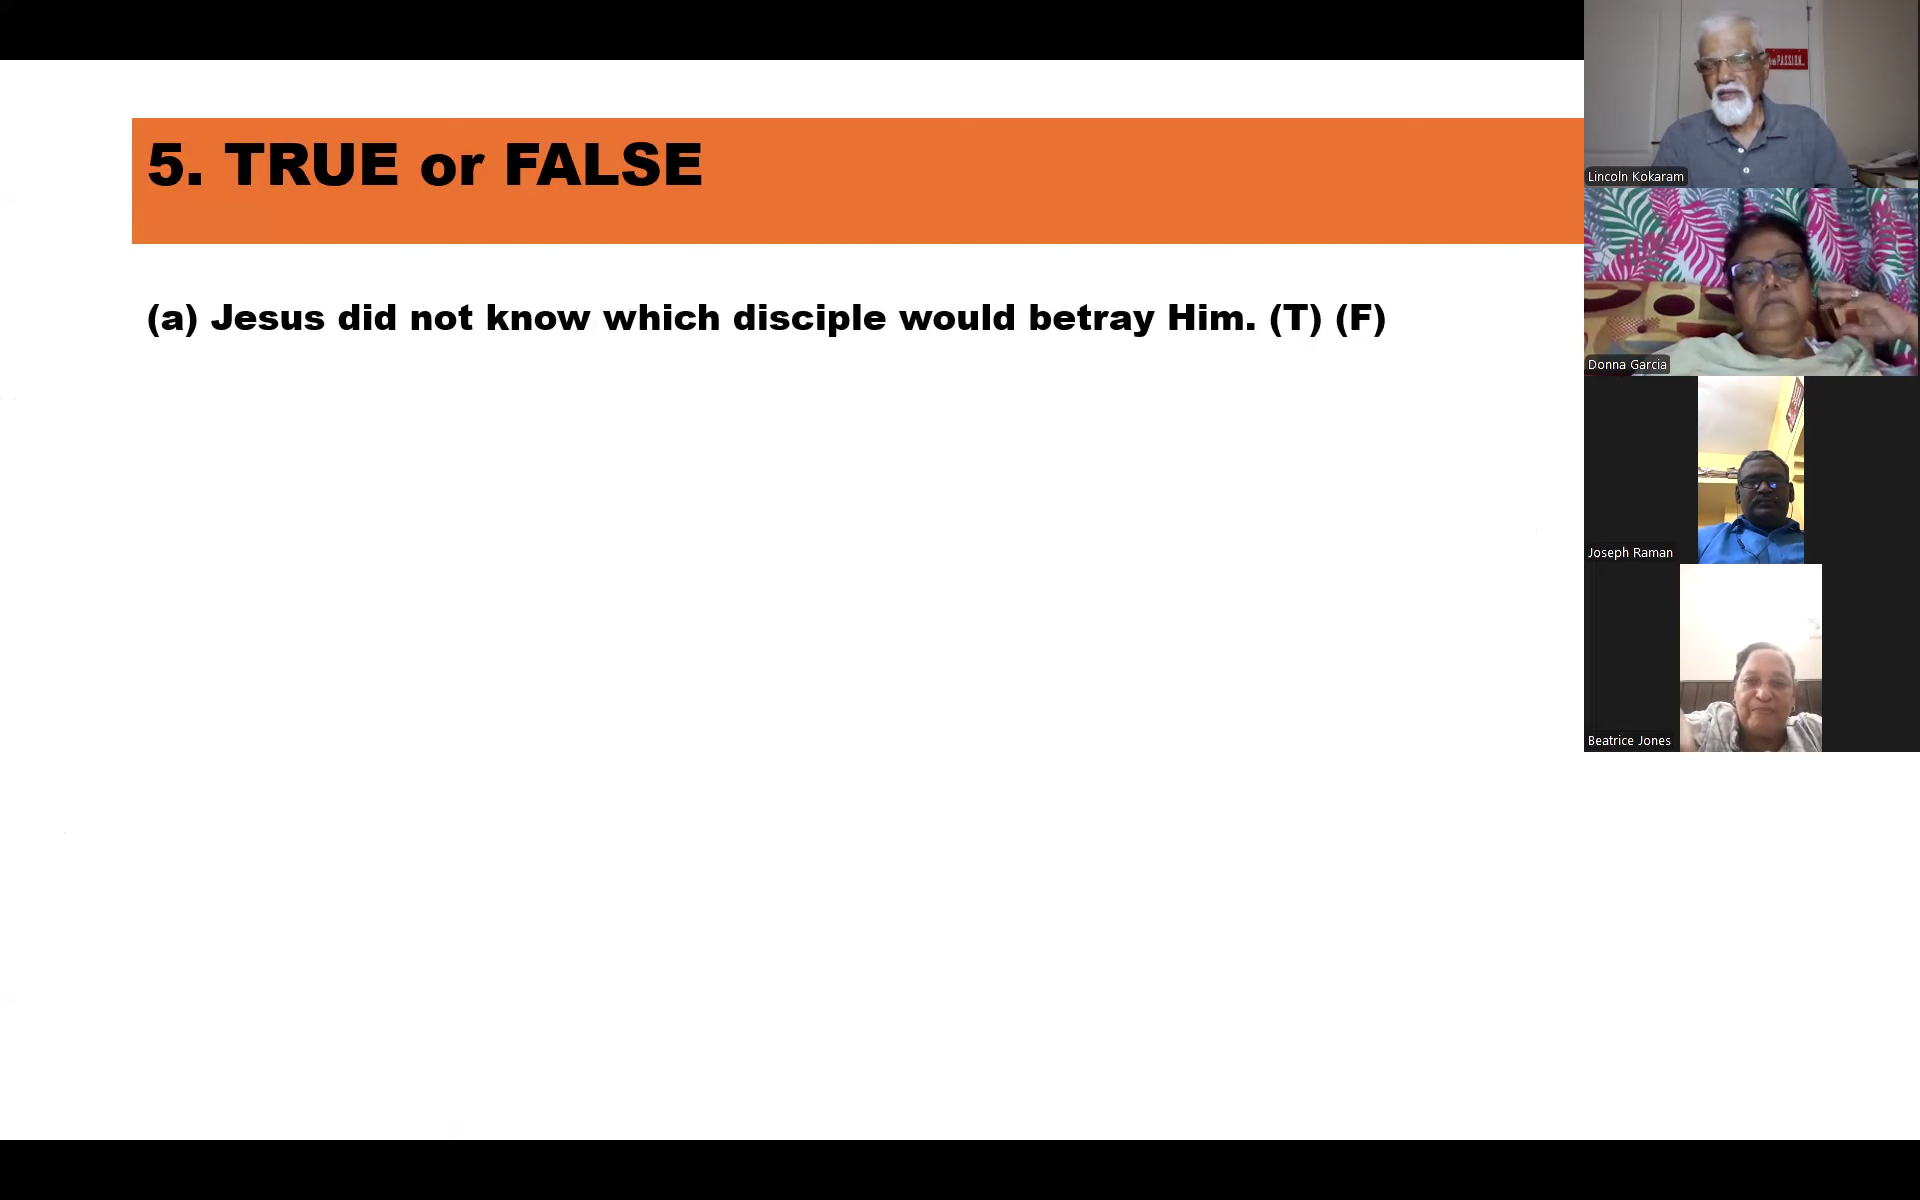 5. TRUE or FALSE
(a) Jesus did not know which disciple would betray Him. (T) (F)
PASSION...
Lincoln Kokaram
Donna Garcia
Joseph Raman
Beatrice Jones